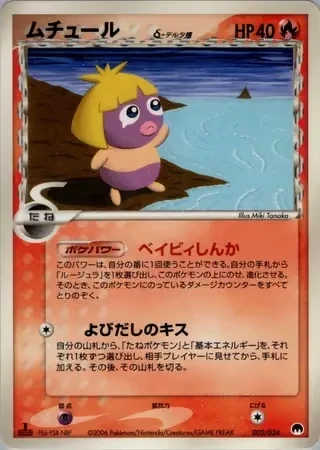 ムチュール δ-デルタ種 HP40
Illus. Miki Tanaka
たね
ポケパワー ベイビィしんか
このパワーは、自分の番に1回使うことができる。自分の手札から
「ルージュラ」を1枚選び出し、このポケモンの上にのせ、進化させる。
そのとき、このポケモンにのっているダメージカウンターをすべて
とりのぞく。
よびだしのキス
自分の山札から、「たねポケモン」と「基本エネルギー」を、それ
ぞれ1枚ずつ選び出し、相手プレイヤーに見せてから、手札に
加える。その後、その山札を切る。
弱点 抵抗力 にげる
©2006 Pokémon/Nintendo/Creatures/GAME FREAK. 002/024